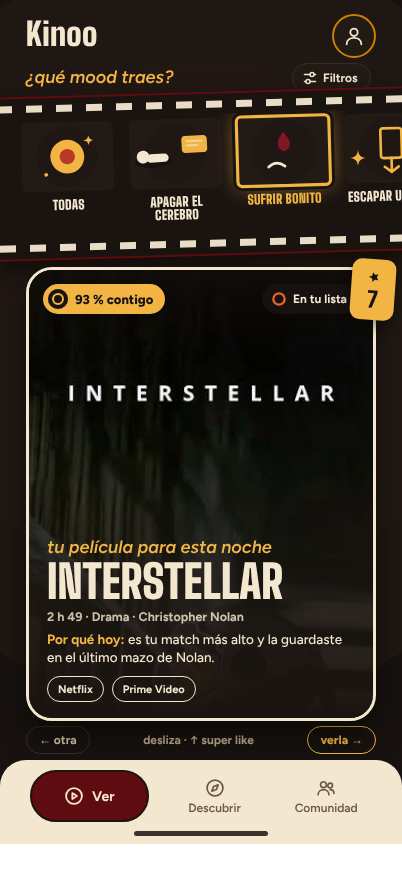 Kinoo
¿qué mood traes?
Filtros
TODAS
APAGAR EL
CEREBRO
SUFRIR BONITO
ESCAPAR U
93 % contigo
En tu lista
7
INTERSTELLAR
tu película para esta noche
INTERSTELLAR
2 h 49 · Drama · Christopher Nolan
Por qué hoy: es tu match más alto y la guardaste
en el último mazo de Nolan.
Netflix
Prime Video
← otra
desliza · ↑ super like
verla →
Ver
Descubrir
Comunidad